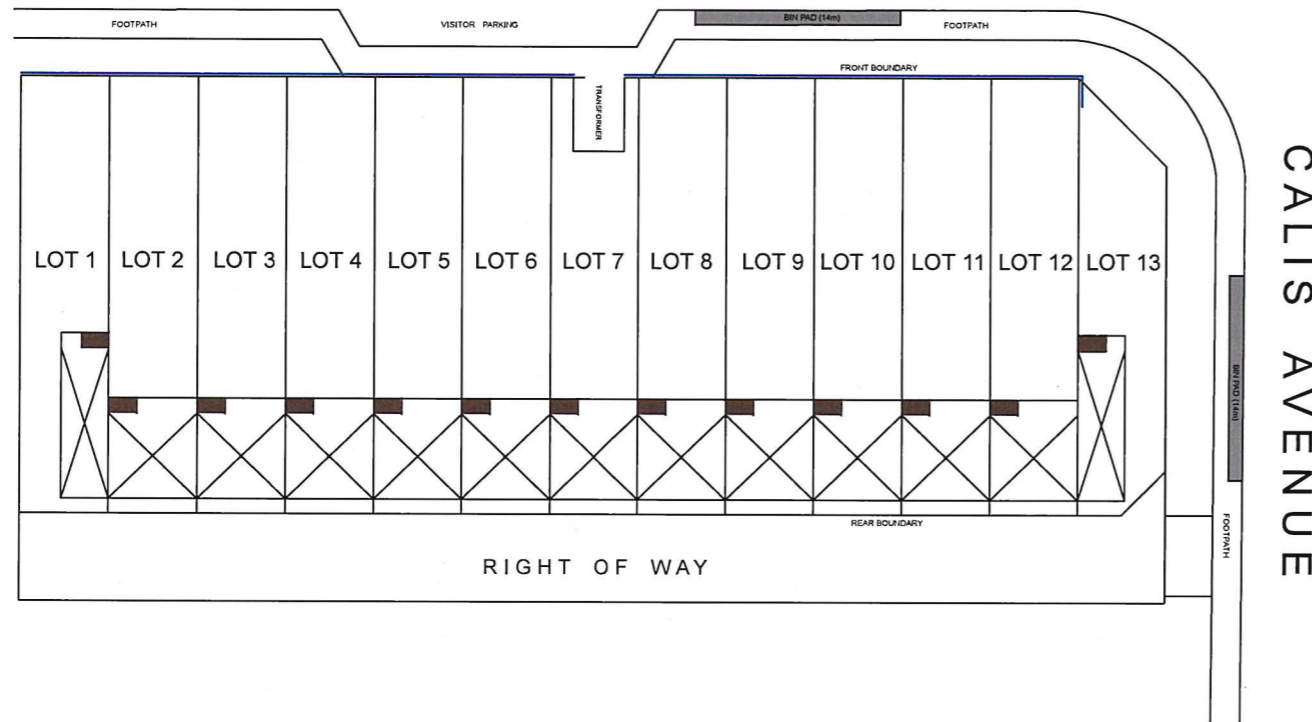 FOOTPATH
VISITOR PARKING
BIN PAD (14m)
FOOTPATH
FRONT BOUNDARY
TRANSFORMER
CALIS AVENUE
LOT 1
LOT 2
LOT 3
LOT 4
LOT 5
LOT 6
LOT 7
LOT 8
LOT 9
LOT 10
LOT 11
LOT 12
LOT 13
BIN PAD (14m)
REAR BOUNDARY
FOOTPATH
RIGHT OF WAY